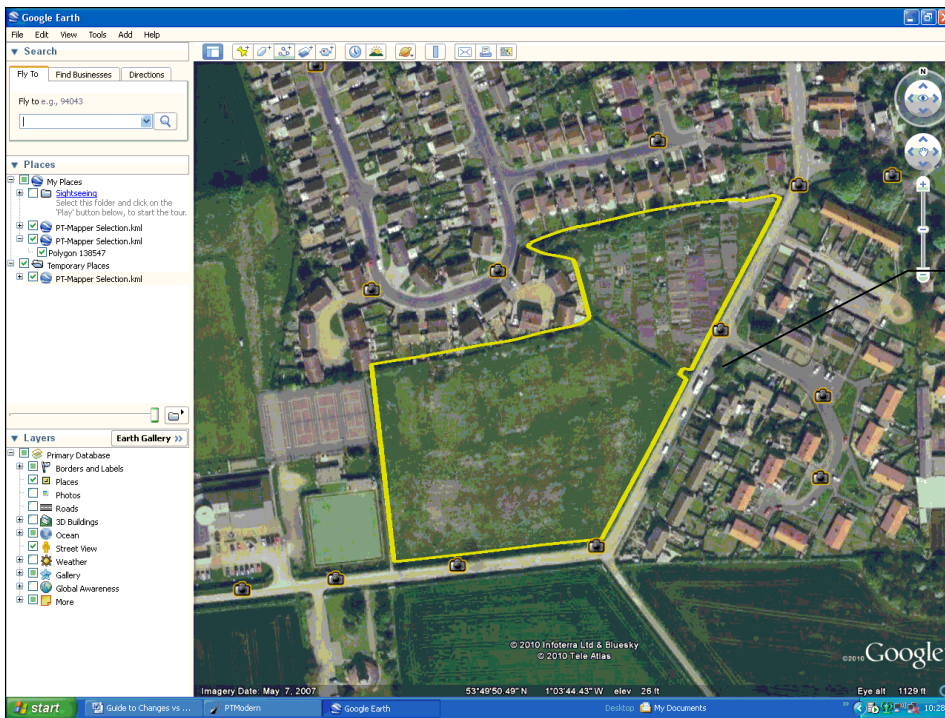 Google Earth
File Edit View Tools Add Help
Search
Fly To Find Businesses Directions
Fly to e.g., 94043
Places
My Places
Sightseeing
Select this folder and click on the
'Play' button below, to start the tour.
PT-Mapper Selection.kml
PT-Mapper Selection.kml
Polygon 138547
Temporary Places
PT-Mapper Selection.kml
Layers
Earth Gallery >>
Primary Database
Borders and Labels
Places
Photos
Roads
3D Buildings
Ocean
Street View
Weather
Gallery
Global Awareness
More
N
© 2010 Infoterra Ltd & Bluesky
© 2010 Tele Atlas
©2010 Google
Imagery Date: May 7, 2007 53°49'50.49" N 1°03'44.43" W elev 26 ft Eye alt 1129 ft
start Guide to Changes vs ... PTModern Google Earth Desktop My Documents 10:28